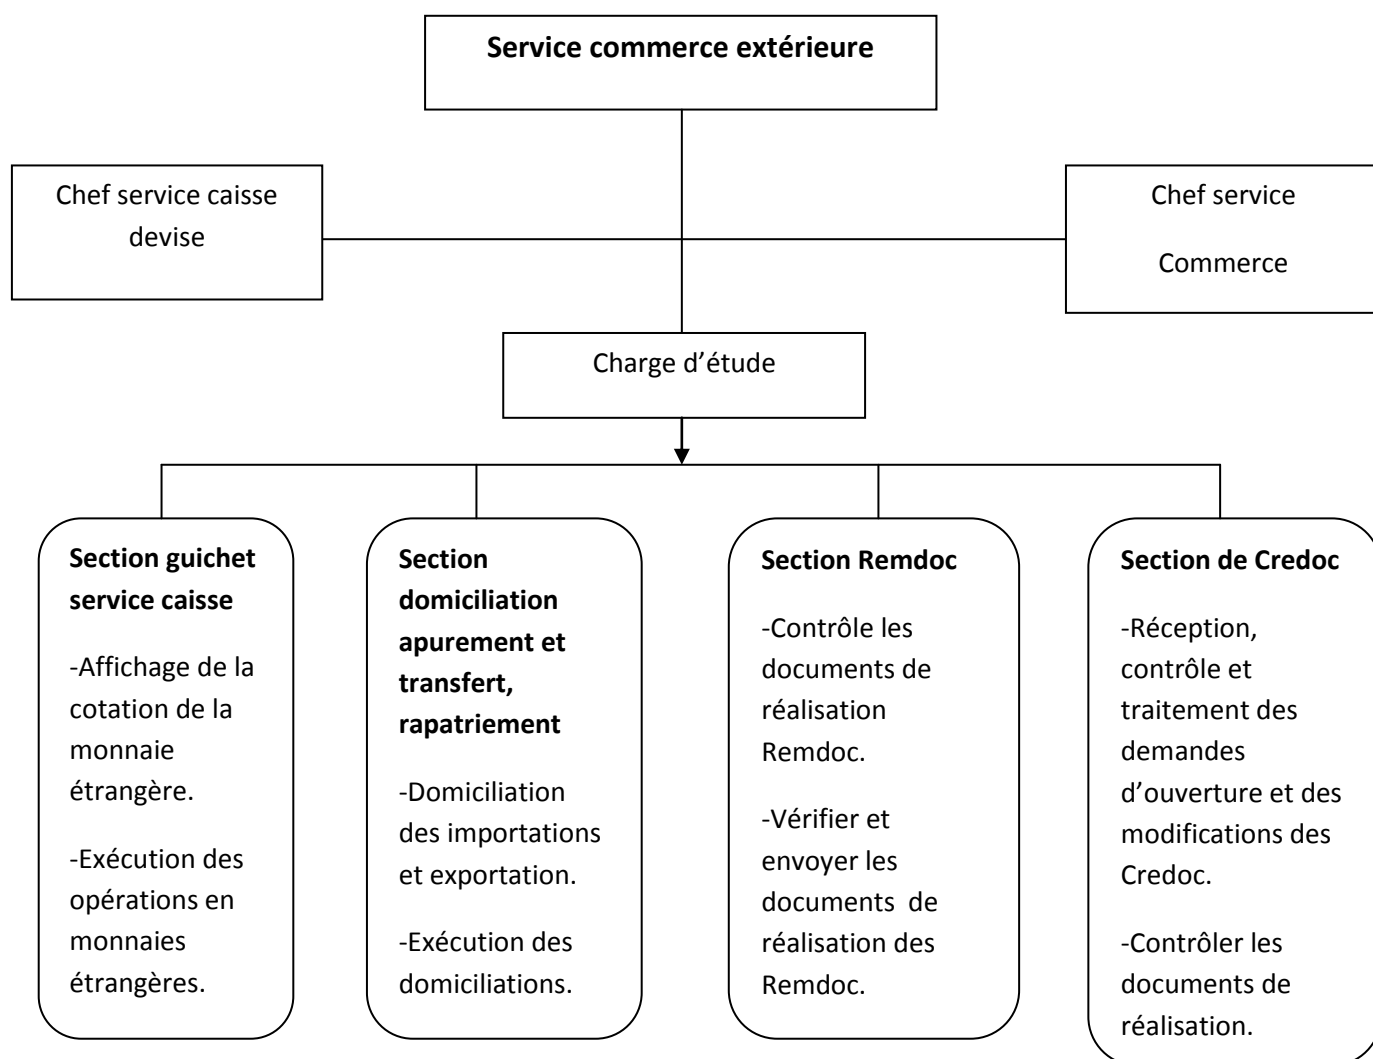 Service commerce extérieure
Chef service caisse
devise
Chef service
Commerce
Charge d’étude
Section guichet
service caisse
-Affichage de la
cotation de la
monnaie
étrangère.
-Exécution des
opérations en
monnaies
étrangères.
Section
domiciliation
apurement et
transfert,
rapatriement
-Domiciliation
des importations
et exportation.
-Exécution des
domiciliations.
Section Remdoc
-Contrôle les
documents de
réalisation
Remdoc.
-Vérifier et
envoyer les
documents de
réalisation des
Remdoc.
Section de Credoc
-Réception,
contrôle et
traitement des
demandes
d’ouverture et des
modifications des
Credoc.
-Contrôler les
documents de
réalisation.